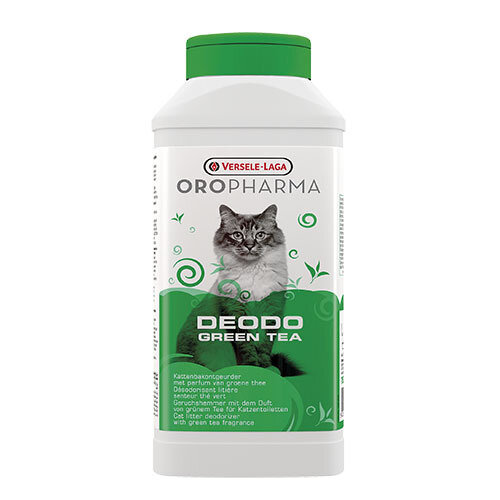 VERSELE-LAGA
OROPHARMA
DEODO
GREEN TEA
Kattenbakontgeurder
met parfum van groene thee
Désodorisant litière
senteur thé vert
Geruchshemmer mit dem Duft
von grünem Tee für Katzentoiletten
Cat litter deodorizer
with green tea fragrance